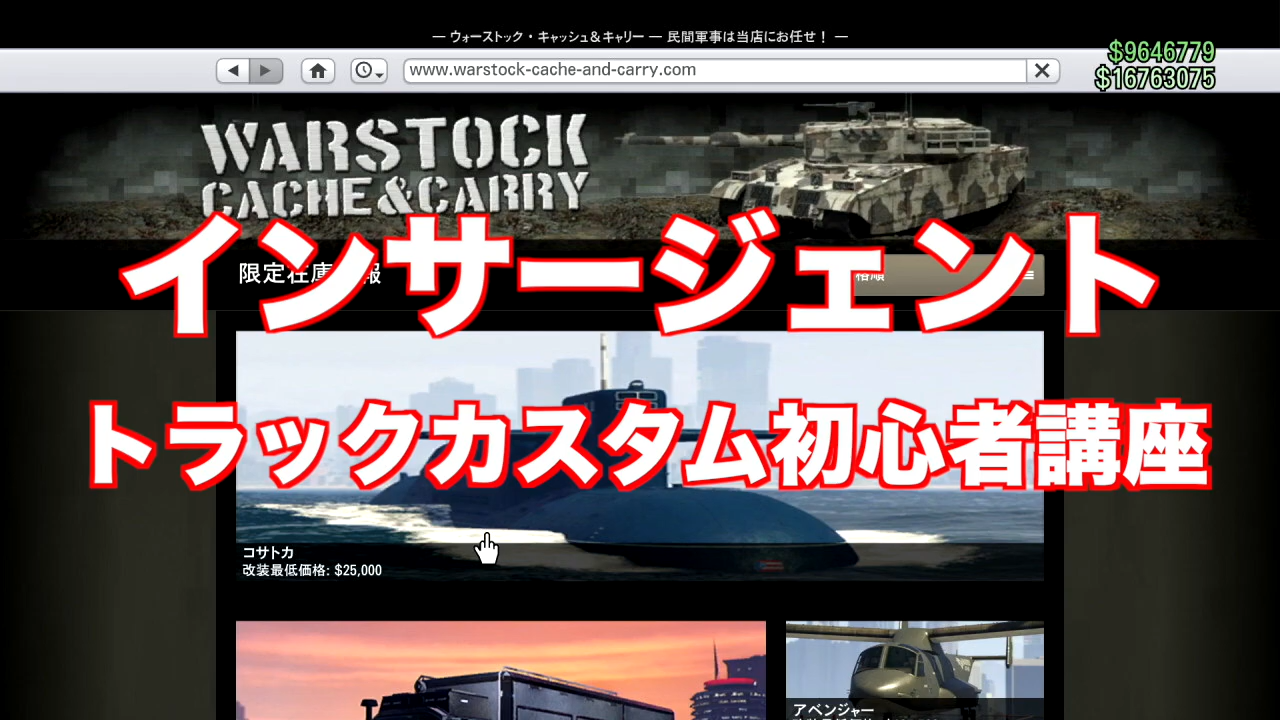 — ウォーストック・キャッシュ＆キャリー — 民間軍事は当店にお任せ！ —
$9646779
www.warstock-cache-and-carry.com
$16763075
WARSTOCK
CACHE&CARRY
インサージェント
限定在庫
トラックカスタム初心者講座
コサトカ
改装最低価格: $25,000
アベンジャー